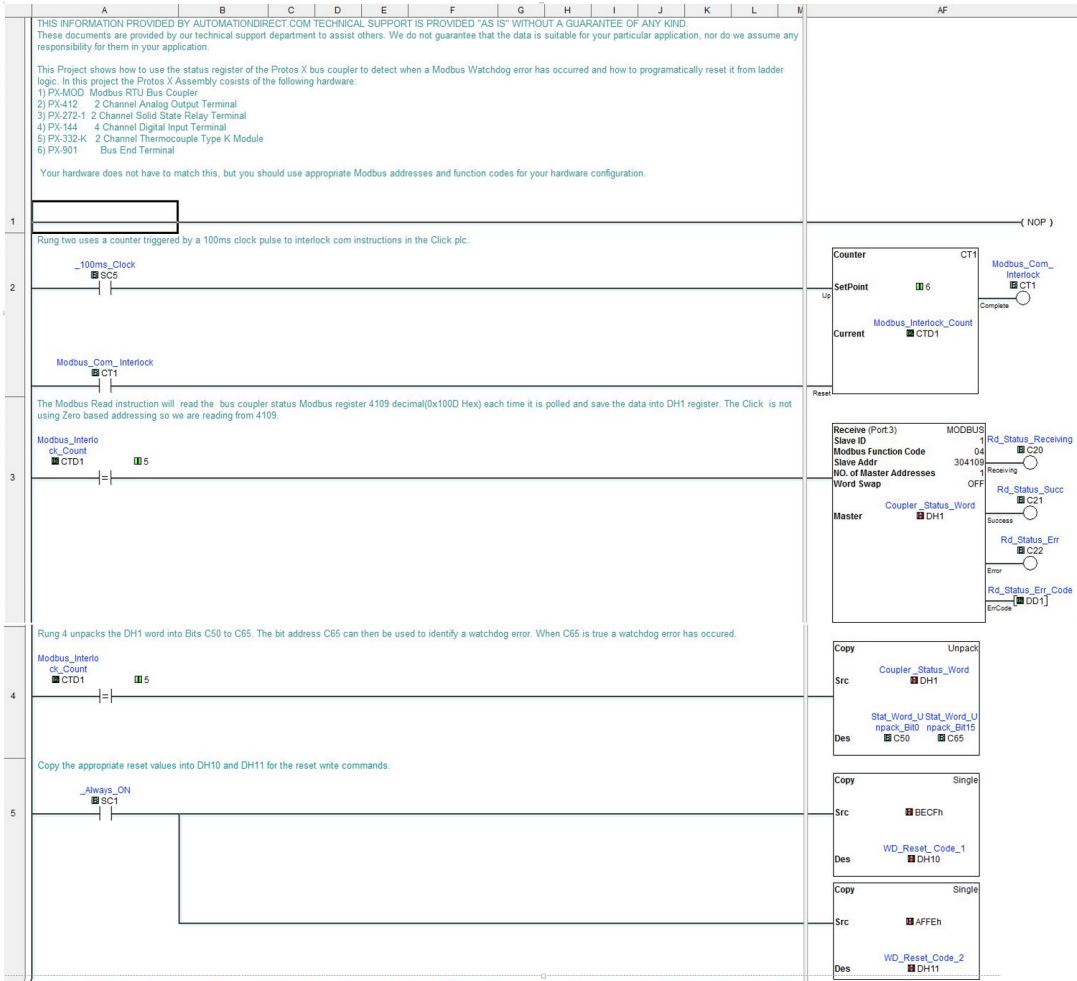 A B C D E F G H I J K L M AF
THIS INFORMATION PROVIDED BY AUTOMATIONDIRECT.COM TECHNICAL SUPPORT IS PROVIDED "AS IS" WITHOUT A GUARANTEE OF ANY KIND.
These documents are provided by our technical support department to assist others. We do not guarantee that the data is suitable for your particular application, nor do we assume any
responsibility for them in your application.
This Project shows how to use the status register of the Protos X bus coupler to detect when a Modbus Watchdog error has occurred and how to programatically reset it from ladder
logic. In this project the Protos X Assembly cosists of the following hardware:
1) PX-MOD Modbus RTU Bus Coupler
2) PX-412 2 Channel Analog Output Terminal
3) PX-272-1 2 Channel Solid State Relay Terminal
4) PX-144 4 Channel Digital Input Terminal
5) PX-332-K 2 Channel Thermocouple Type K Module
6) PX-901 Bus End Terminal
Your hardware does not have to match this, but you should use appropriate Modbus addresses and function codes for your hardware configuration.
1
( NOP )
Rung two uses a counter triggered by a 100ms clock pulse to interlock com instructions in the Click plc.
2
_100ms_Clock
SC5
Up
Counter CT1
SetPoint 6
Current
Modbus_Interlock_Count
CTD1
Complete
Modbus_Com_
Interlock
CT1
Modbus_Com_ Interlock
CT1
Reset
The Modbus Read instruction will read the bus coupler status Modbus register 4109 decimal(0x100D Hex) each time it is polled and save the data into DH1 register. The Click is not
using Zero based addressing so we are reading from 4109.
3
Modbus_Interlo
ck_Count
CTD1 5
=
Receive (Port:3) MODBUS
Slave ID 1
Modbus Function Code 04
Slave Addr 304109
NO. of Master Addresses 1
Word Swap OFF
Coupler _Status_Word
Master DH1
Rd_Status_Receiving
C20
Receiving
Rd_Status_Succ
C21
Success
Rd_Status_Err
C22
Error
Rd_Status_Err_Code
[DD1]
ErrCode
Rung 4 unpacks the DH1 word into Bits C50 to C65. The bit address C65 can then be used to identify a watchdog error. When C65 is true a watchdog error has occured.
4
Modbus_Interlo
ck_Count
CTD1 5
=
Copy Unpack
Coupler _Status_Word
Src DH1
Stat_Word_U Stat_Word_U
npack_Bit0 npack_Bit15
Des C50 C65
Copy the appropriate reset values into DH10 and DH11 for the reset write commands.
5
_Always_ON
SC1
Copy Single
Src BECFh
WD_Reset_ Code_1
Des DH10
Copy Single
Src AFFEh
WD_Reset_Code_2
Des DH11